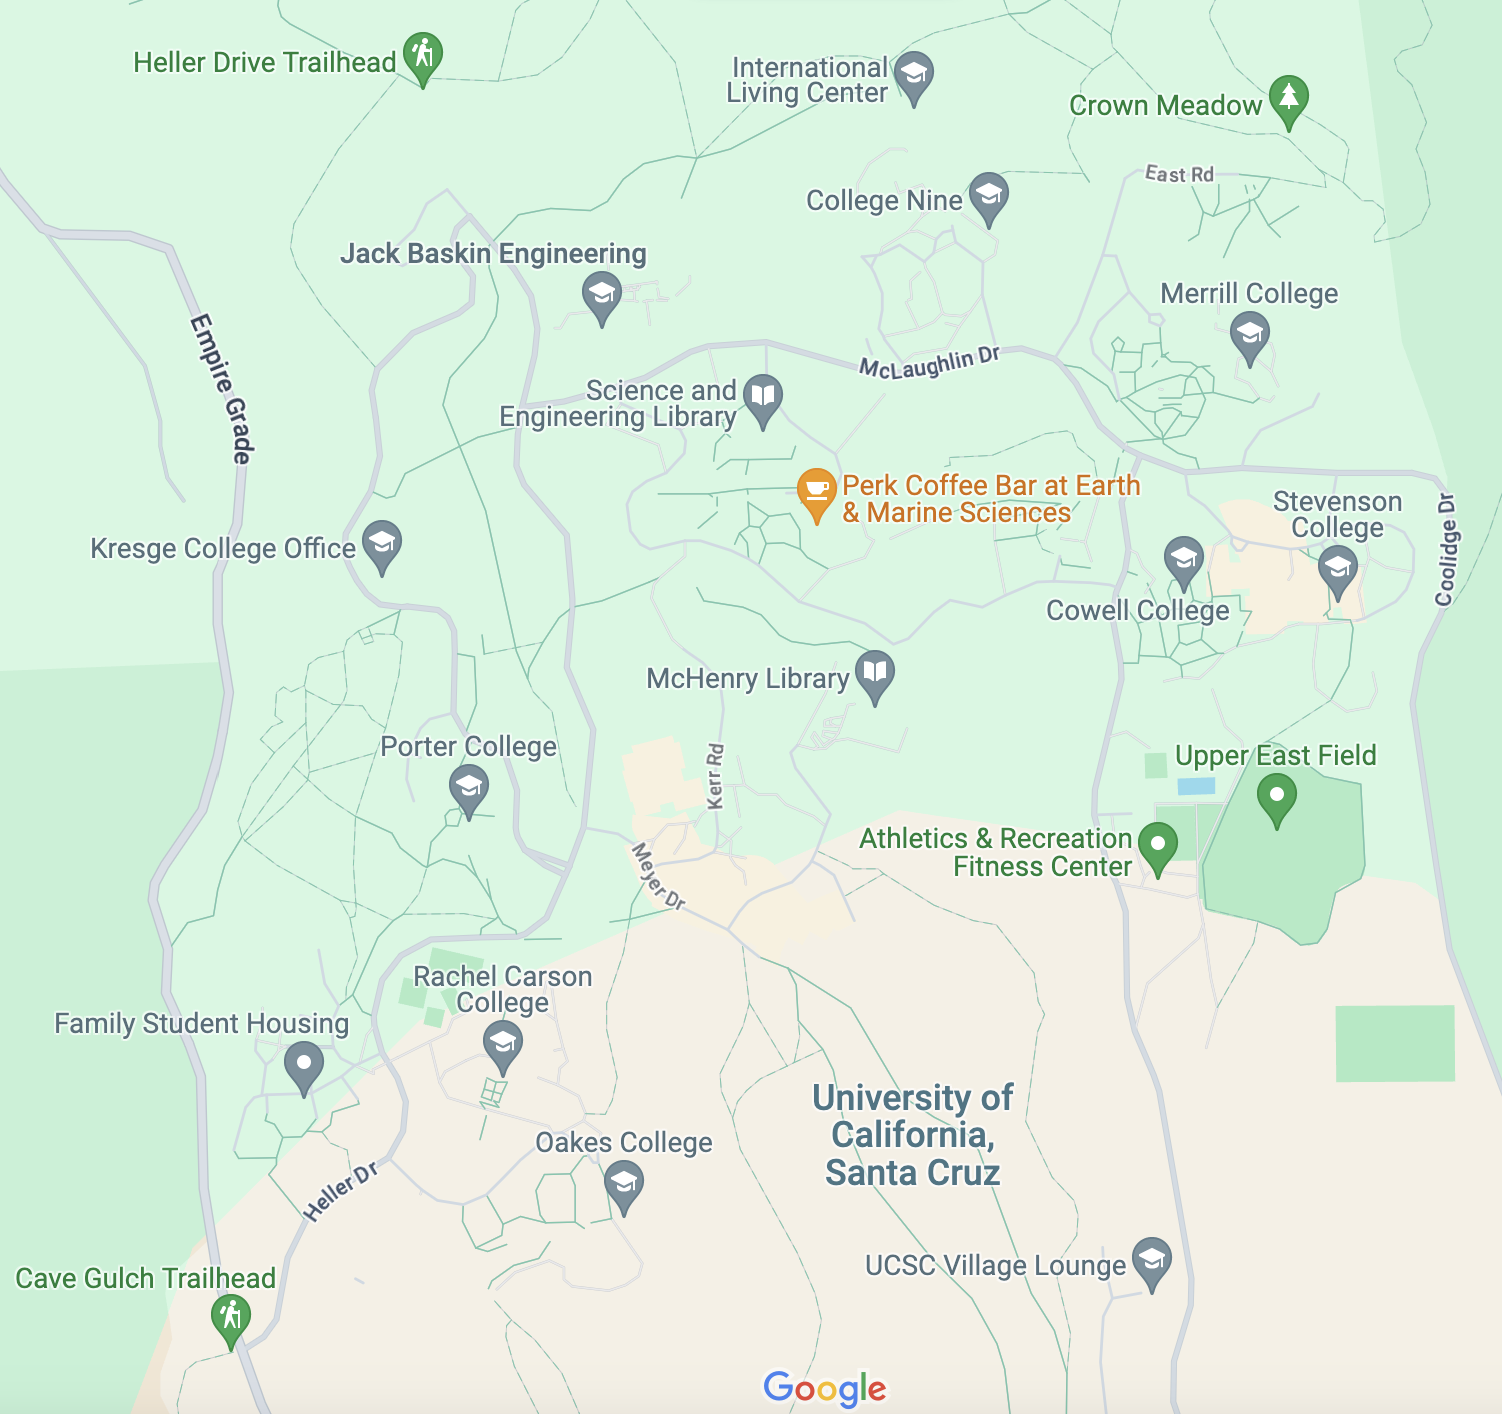 Heller Drive Trailhead
International
Living Center
Crown Meadow
East Rd
College Nine
Jack Baskin Engineering
Merrill College
Empire Grade
McLaughlin Dr
Science and
Engineering Library
Perk Coffee Bar at Earth
& Marine Sciences
Stevenson
College
Coolidge Dr
Kresge College Office
Cowell College
McHenry Library
Porter College
Kerr Rd
Upper East Field
Athletics & Recreation
Fitness Center
Meyer Dr
Rachel Carson
College
Family Student Housing
University of
California,
Santa Cruz
Oakes College
Heller Dr
UCSC Village Lounge
Cave Gulch Trailhead
Google